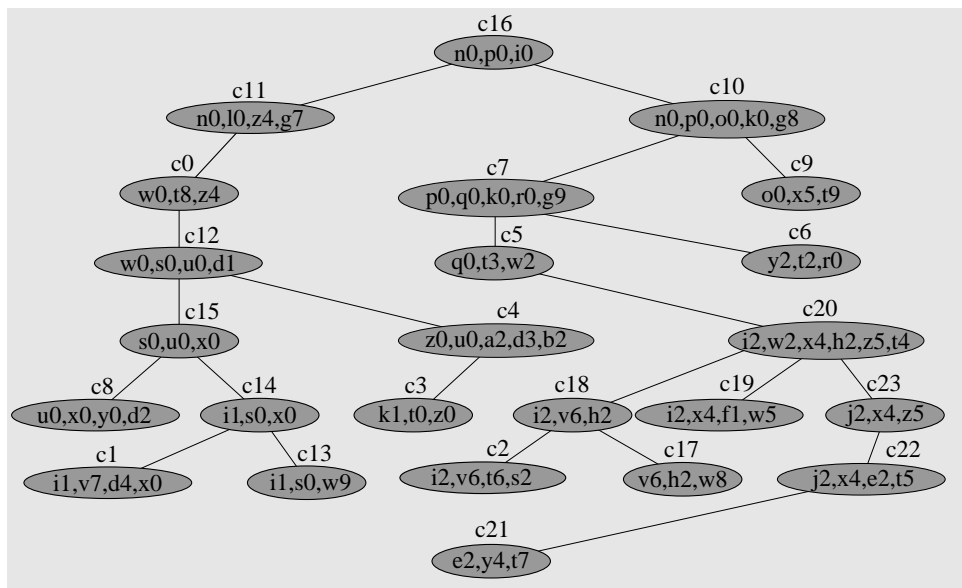 c16
n0,p0,i0
c11
n0,l0,z4,g7
c10
n0,p0,o0,k0,g8
c0
w0,t8,z4
c7
p0,q0,k0,r0,g9
c9
o0,x5,t9
c12
w0,s0,u0,d1
c5
q0,t3,w2
c6
y2,t2,r0
c15
s0,u0,x0
c4
z0,u0,a2,d3,b2
c20
i2,w2,x4,h2,z5,t4
c8
u0,x0,y0,d2
c14
i1,s0,x0
c3
k1,t0,z0
c18
i2,v6,h2
c19
i2,x4,f1,w5
c23
j2,x4,z5
c1
i1,v7,d4,x0
c13
i1,s0,w9
c2
i2,v6,t6,s2
c17
v6,h2,w8
c22
j2,x4,e2,t5
c21
e2,y4,t7